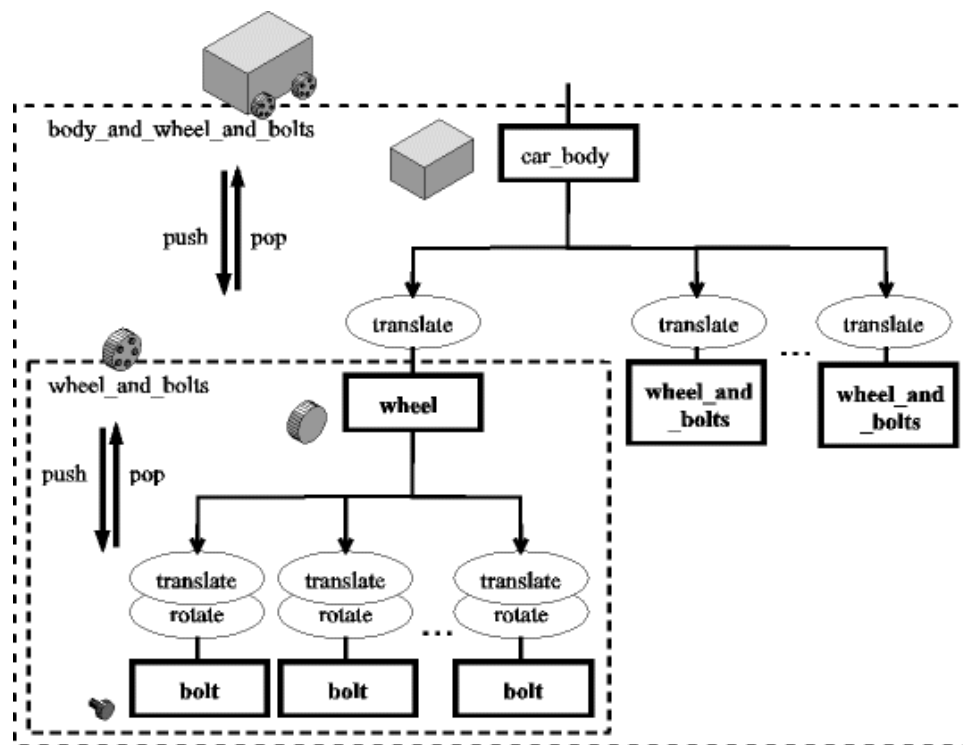 body_and_wheel_and_bolts
car_body
push
pop
translate
translate
translate
...
wheel_and_bolts
wheel
wheel_and
_bolts
wheel_and
_bolts
push
pop
translate
translate
translate
rotate
rotate
...
rotate
bolt
bolt
bolt